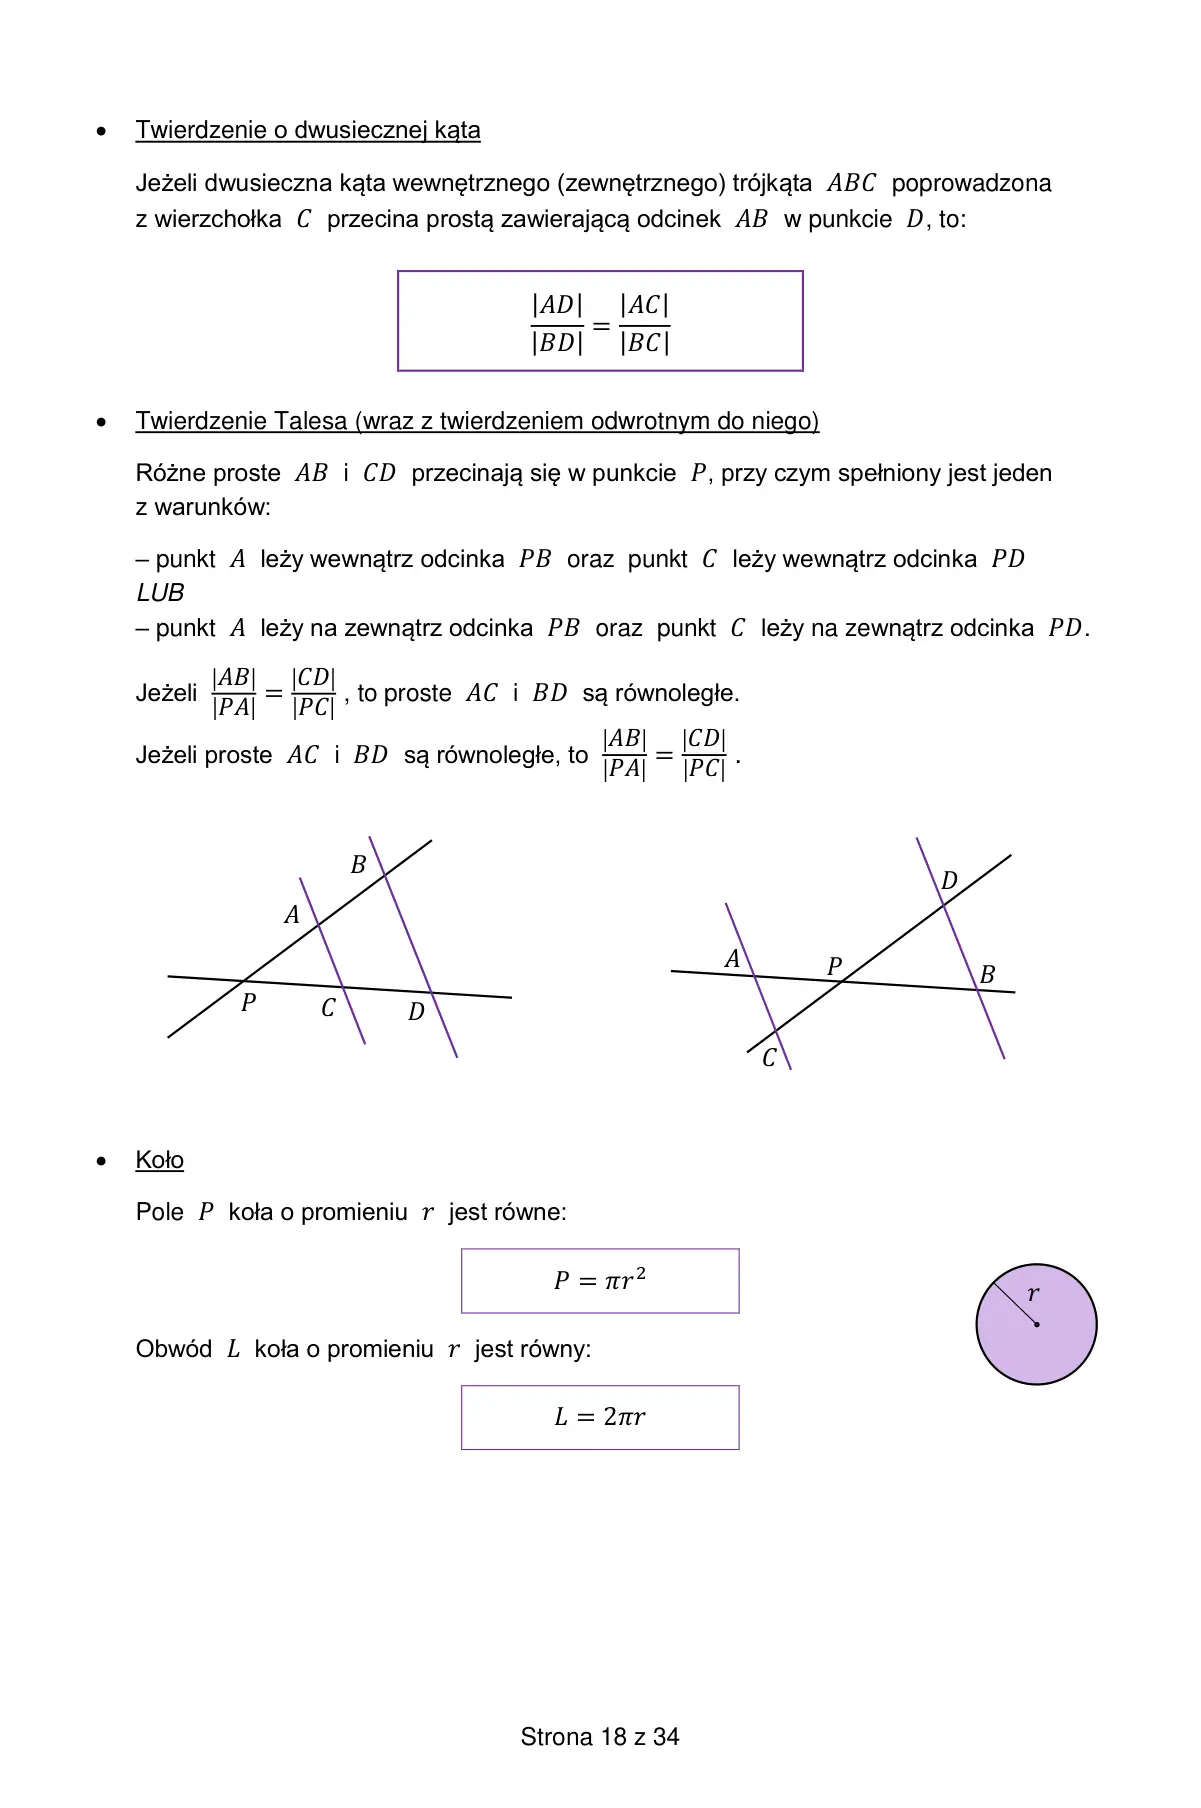 • Twierdzenie o dwusiecznej kąta
Jeżeli dwusieczna kąta wewnętrznego (zewnętrznego) trójkąta ABC poprowadzona
z wierzchołka C przecina prostą zawierającą odcinek AB w punkcie D, to:
|AD|/|BD| = |AC|/|BC|
• Twierdzenie Talesa (wraz z twierdzeniem odwrotnym do niego)
Różne proste AB i CD przecinają się w punkcie P, przy czym spełniony jest jeden
z warunków:
– punkt A leży wewnątrz odcinka PB oraz punkt C leży wewnątrz odcinka PD
LUB
– punkt A leży na zewnątrz odcinka PB oraz punkt C leży na zewnątrz odcinka PD.
Jeżeli |AB|/|PA| = |CD|/|PC| , to proste AC i BD są równoległe.
Jeżeli proste AC i BD są równoległe, to |AB|/|PA| = |CD|/|PC| .
B
A
P
C
D
D
A
P
B
C
• Koło
Pole P koła o promieniu r jest równe:
P = πr²
r
Obwód L koła o promieniu r jest równy:
L = 2πr
Strona 18 z 34